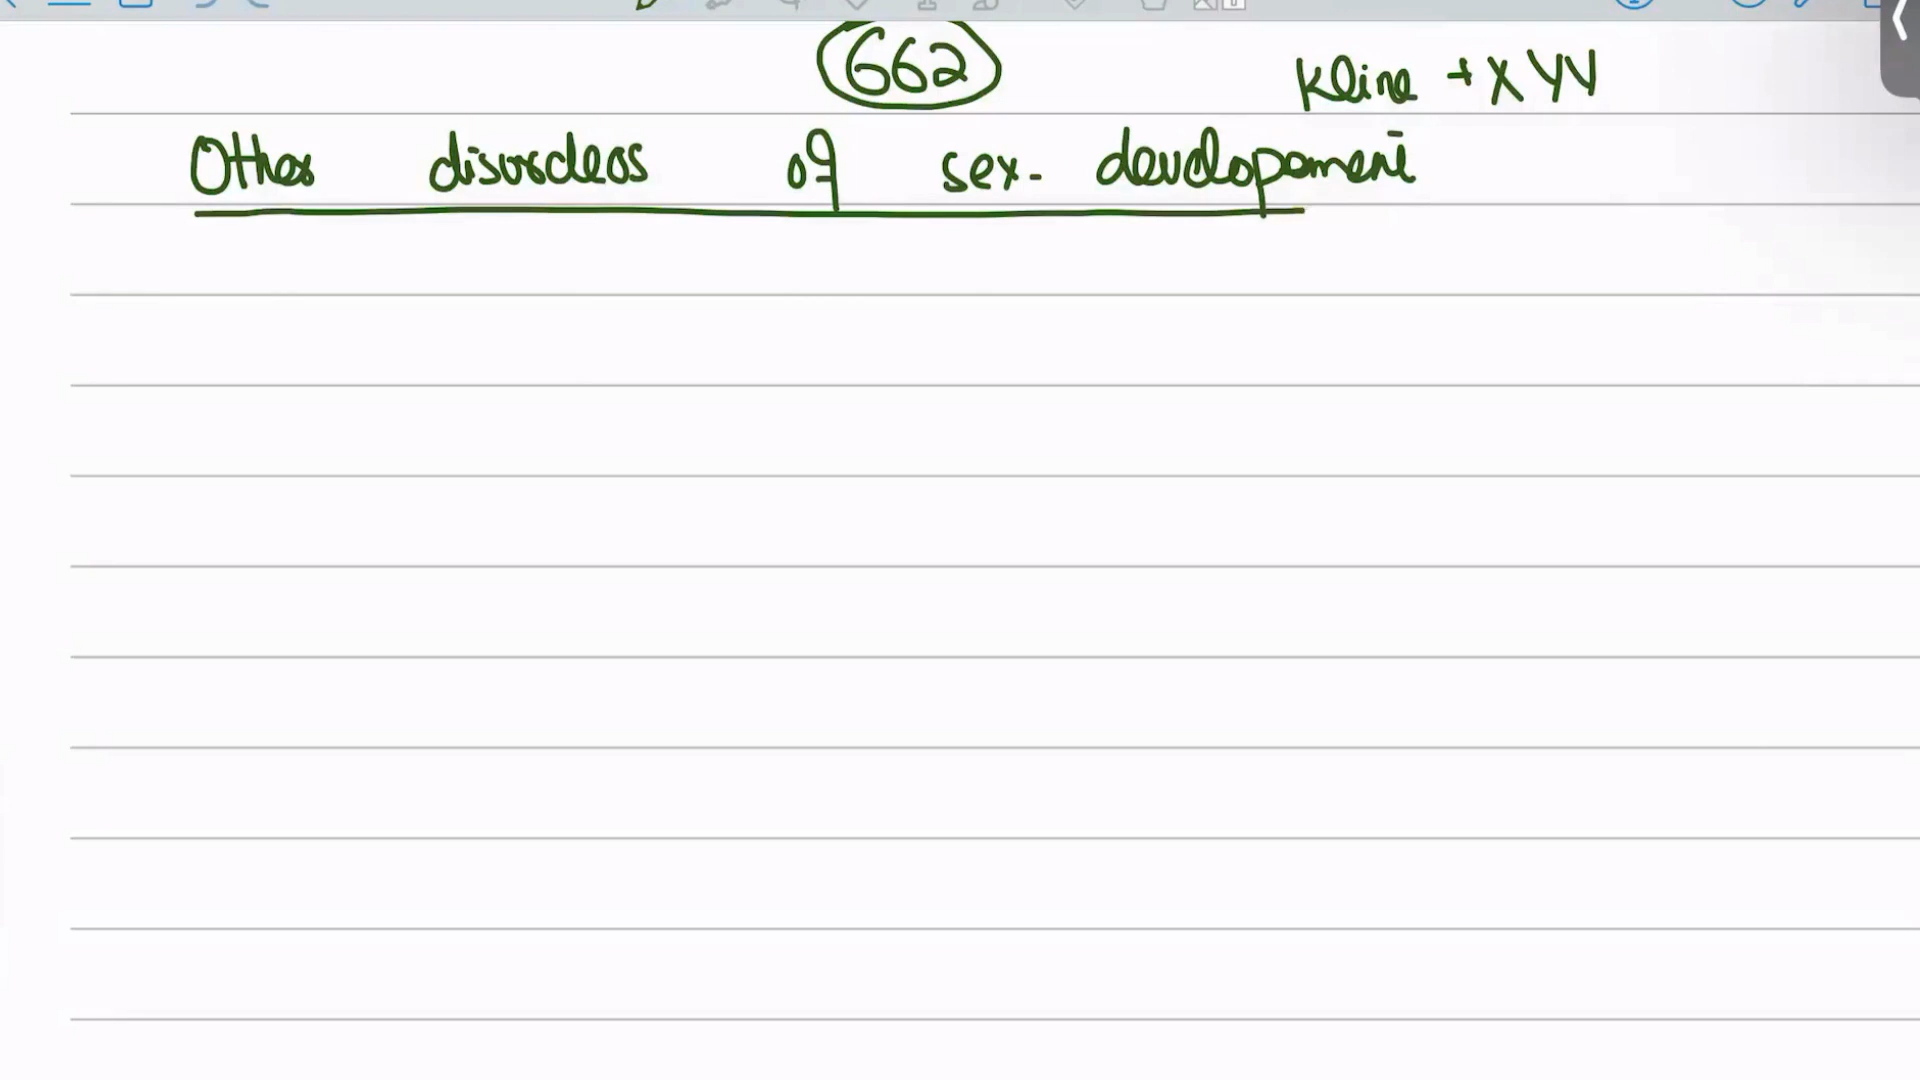 662
Kline + XYY
Other disorders of sex. development